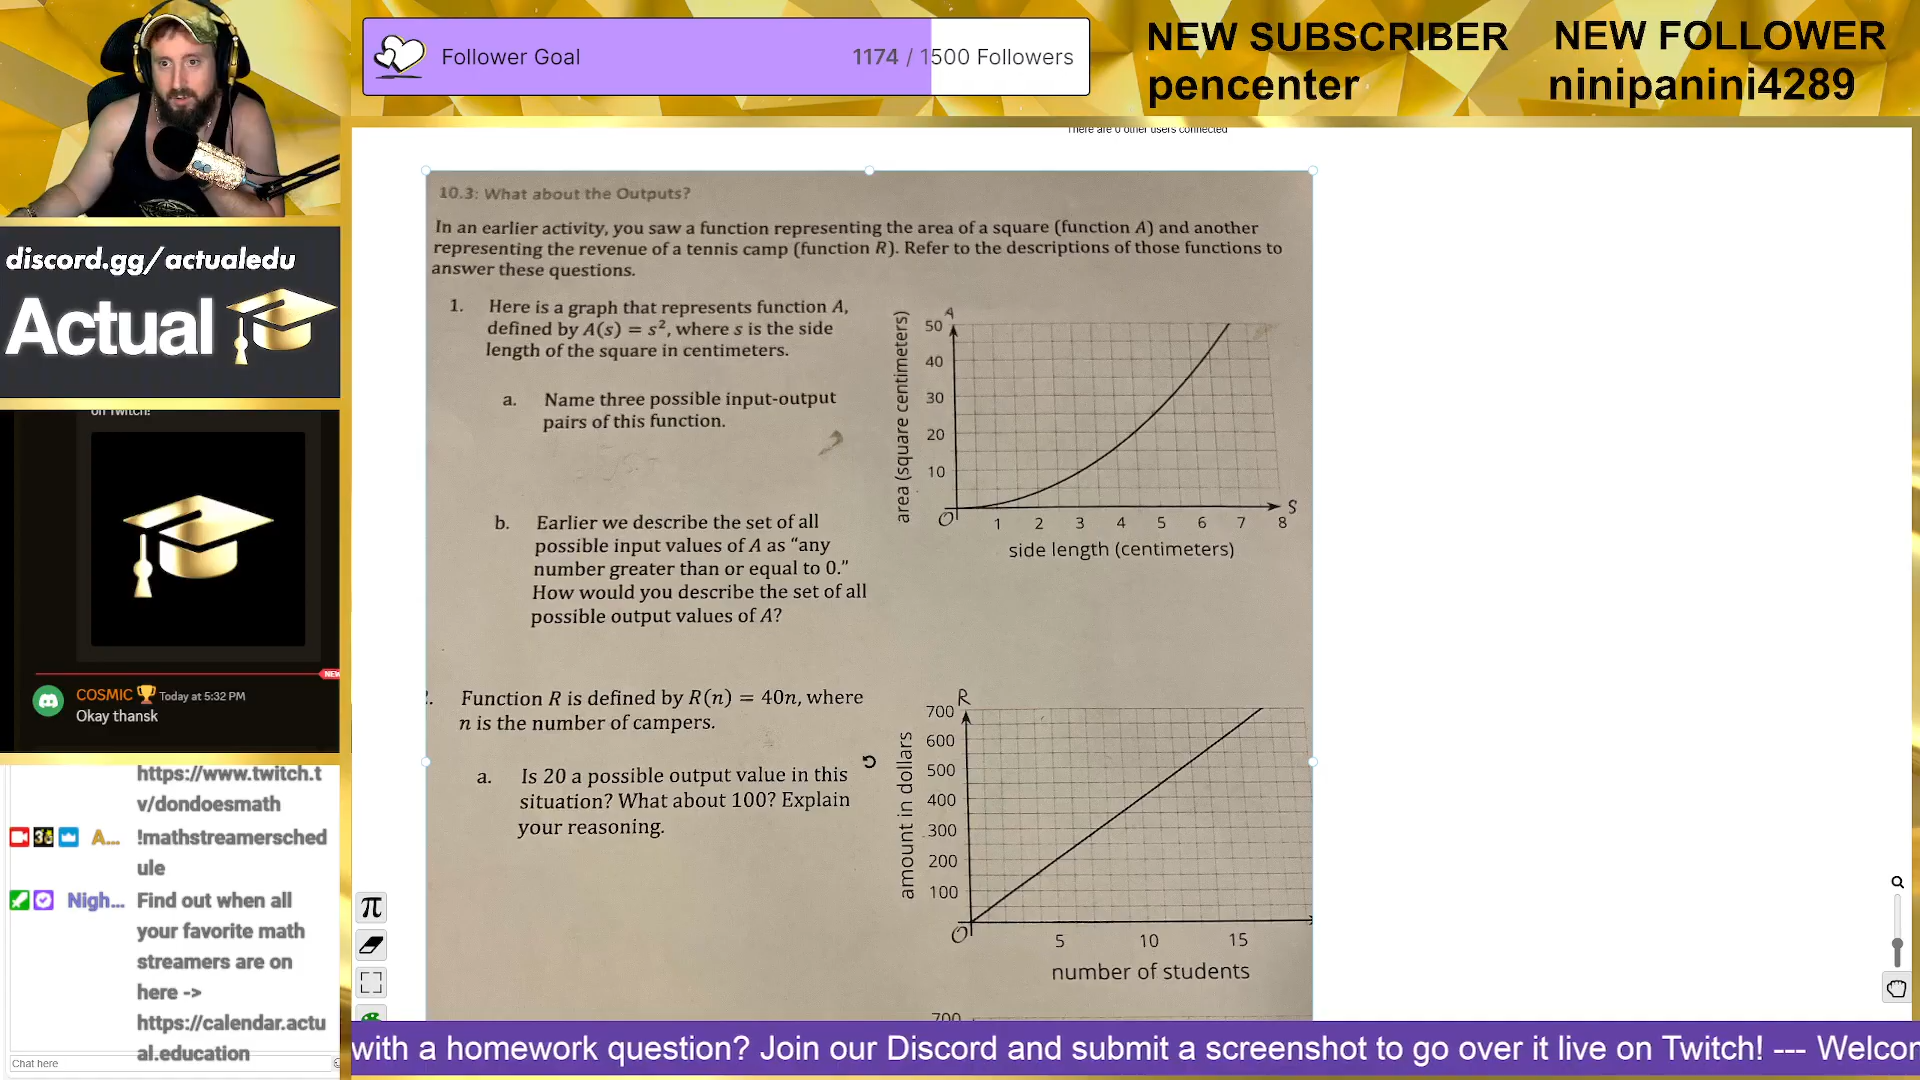 Follower Goal
1174 / 1500 Followers
NEW SUBSCRIBER
pencenter
NEW FOLLOWER
ninipanini4289
There are 0 other users connected
discord.gg/actualedu
Actual
on Twitch!
NEW
COSMIC Today at 5:32 PM
Okay thansk
https://www.twitch.t
v/dondoesmath
A... !mathstreamersched
ule
Nigh... Find out when all
your favorite math
streamers are on
here ->
https://calendar.actu
al.education
Chat here
10.3: What about the Outputs?
In an earlier activity, you saw a function representing the area of a square (function A) and another
representing the revenue of a tennis camp (function R). Refer to the descriptions of those functions to
answer these questions.
1. Here is a graph that represents function A,
defined by A(s) = s², where s is the side
length of the square in centimeters.
a. Name three possible input-output
pairs of this function.
b. Earlier we describe the set of all
possible input values of A as “any
number greater than or equal to 0.”
How would you describe the set of all
possible output values of A?
area (square centimeters)
A
50
40
30
20
10
O
1 2 3 4 5 6 7 8
S
side length (centimeters)
Function R is defined by R(n) = 40n, where
n is the number of campers.
a. Is 20 a possible output value in this
situation? What about 100? Explain
your reasoning.
amount in dollars
R
700
600
500
400
300
200
100
O
5 10 15
number of students
700
π
with a homework question? Join our Discord and submit a screenshot to go over it live on Twitch! --- Welcor